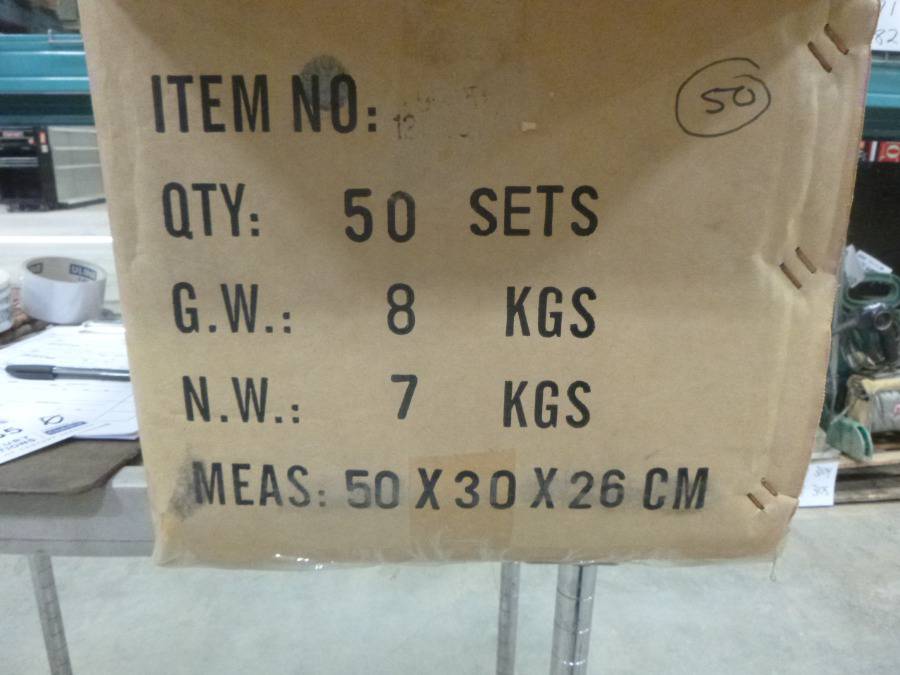 ITEM NO:
50
QTY: 50 SETS
G.W.: 8 KGS
N.W.: 7 KGS
MEAS: 50 X 30 X 26 CM